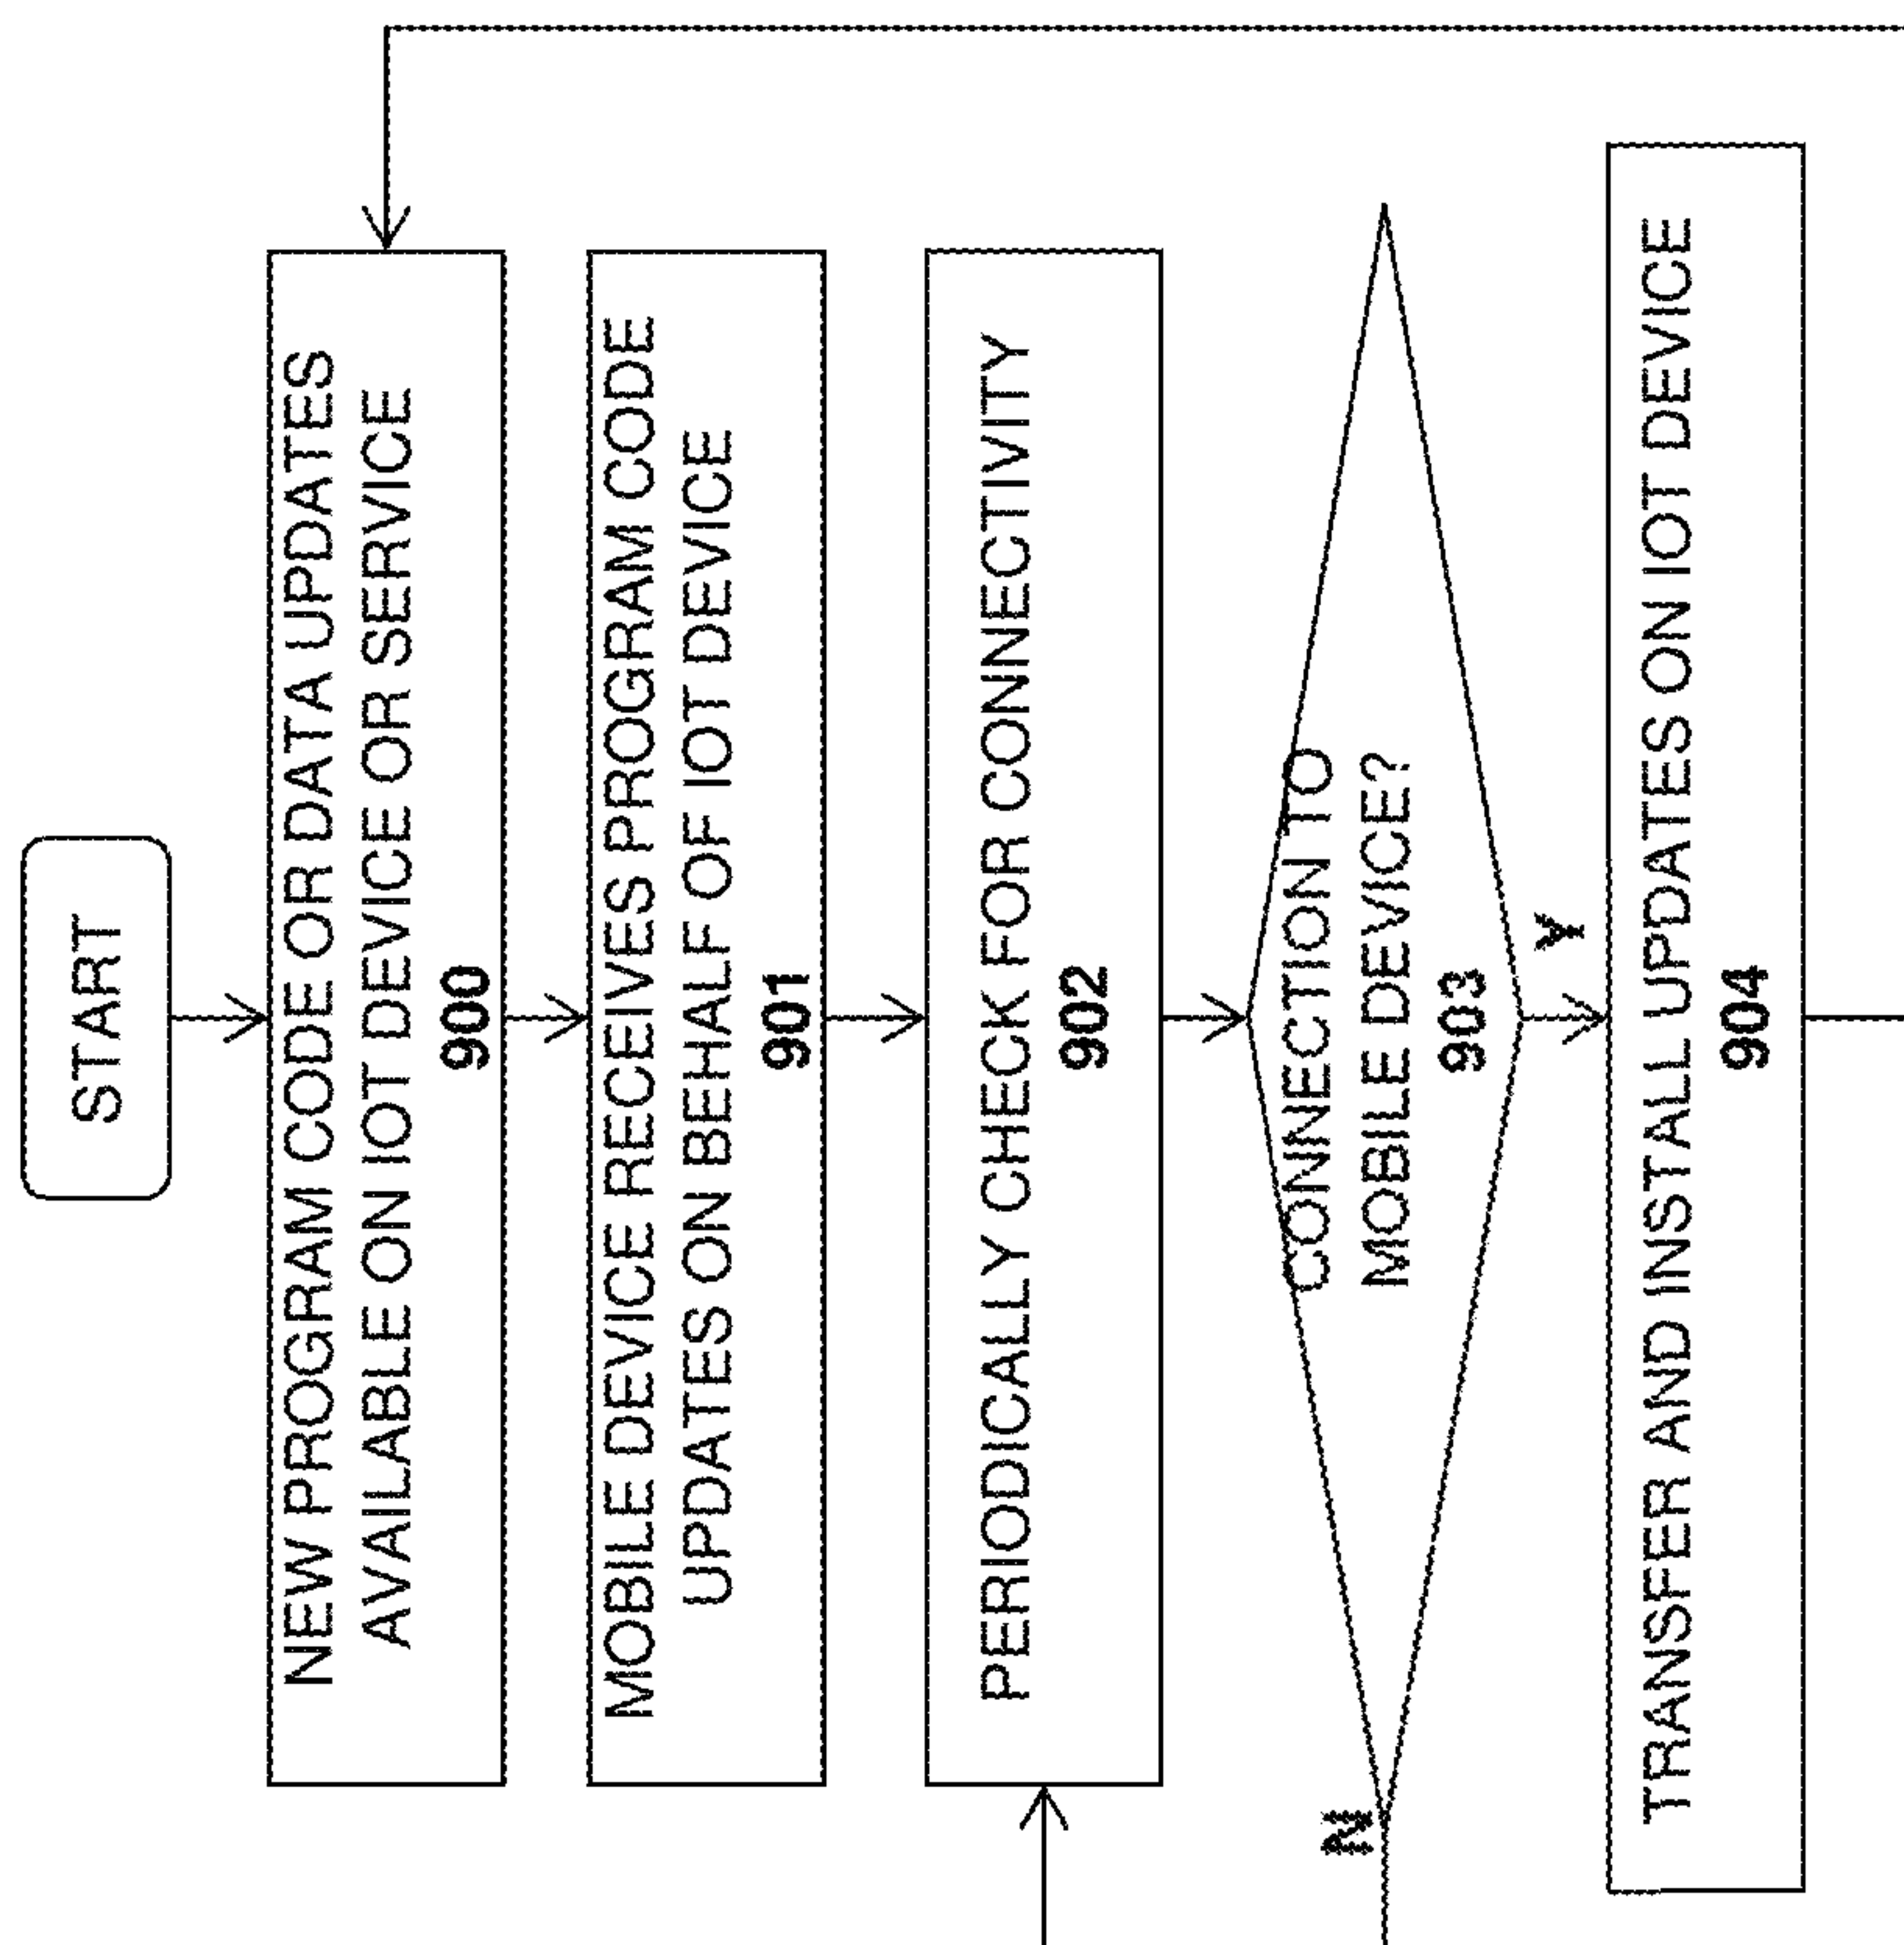 START
NEW PROGRAM CODE OR DATA UPDATES
AVAILABLE ON IOT DEVICE OR SERVICE
900
MOBILE DEVICE RECEIVES PROGRAM CODE
UPDATES ON BEHALF OF IOT DEVICE
901
PERIODICALLY CHECK FOR CONNECTIVITY
902
CONNECTION TO
MOBILE DEVICE?
903
N
Y
TRANSFER AND INSTALL UPDATES ON IOT DEVICE
904